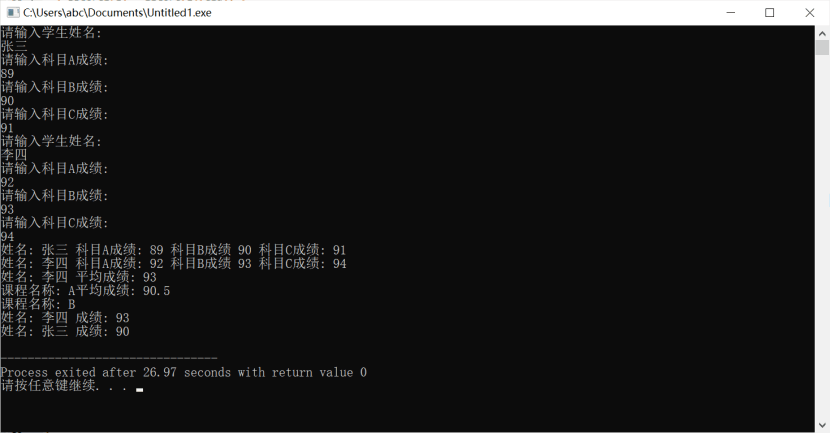 C:\Users\abc\Documents\Untitled1.exe
请输入学生姓名:
张三
请输入科目A成绩:
89
请输入科目B成绩:
90
请输入科目C成绩:
91
请输入学生姓名:
李四
请输入科目A成绩:
92
请输入科目B成绩:
93
请输入科目C成绩:
94
姓名: 张三 科目A成绩: 89 科目B成绩 90 科目C成绩: 91
姓名: 李四 科目A成绩: 92 科目B成绩 93 科目C成绩: 94
姓名: 李四 平均成绩: 93
课程名称: A平均成绩: 90.5
课程名称: B
姓名: 李四 成绩: 93
姓名: 张三 成绩: 90
--------------------------------
Process exited after 26.97 seconds with return value 0
请按任意键继续. . .